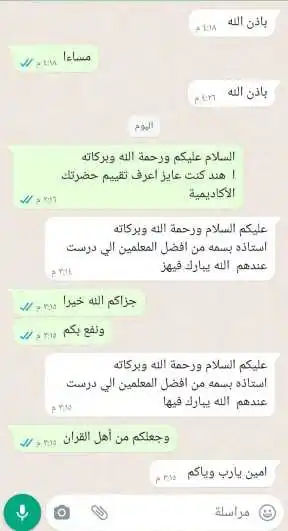 باذن الله
٤:١٨ م
مساءا
٤:١٨ م
باذن الله
٤:٢٦ م
اليوم
السلام عليكم ورحمة الله وبركاته
ا هند كنت عايز اعرف تقييم حضرتك
الأكاديمية
٣:١٦ م
عليكم السلام ورحمة الله وبركاته
استاذه بسمه من افضل المعلمين الي درست
عندهم الله يبارك فيهز
٣:١٤ م
جزاكم الله خيرا
٣:١٥ م
ونفع بكم
٣:١٥ م
عليكم السلام ورحمة الله وبركاته
استاذه بسمه من افضل المعلمين الي درست
عندهم الله يبارك فيها
٣:١٥ م
وجعلكم من أهل القران
٣:١٥ م
امين يارب وياكم
٣:١٥ م
مراسلة